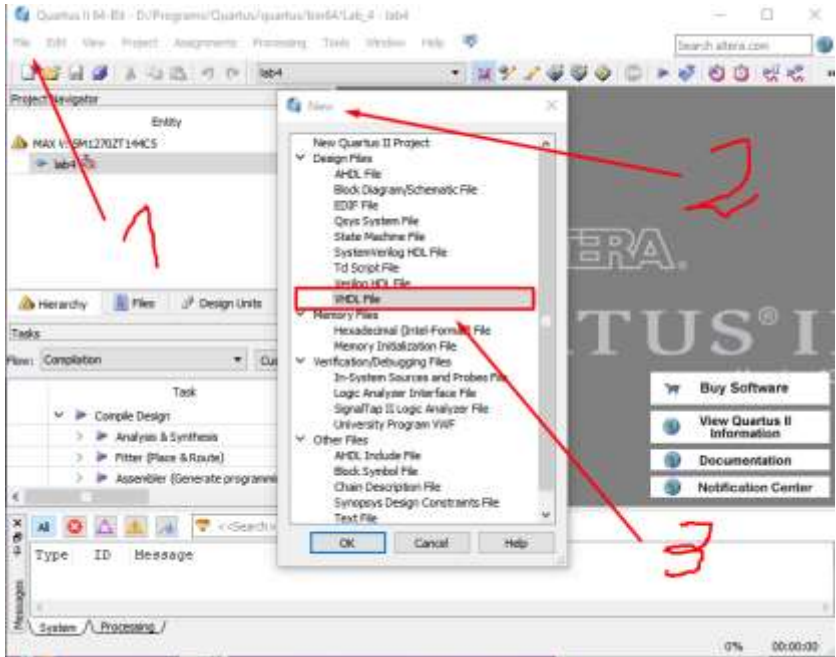 Quartus II 64-Bit - D:/Programs/Quartus/quartus/bin64/Lab_4 - lab4
File Edit View Project Assignments Processing Tools Window Help
Search altera.com
lab4
Project Navigator
Entity
MAX V: 5M1270ZT144C5
lab4
Hierarchy Files Design Units
Tasks
Flow: Compilation
Task
Compile Design
Analysis & Synthesis
Fitter (Place & Route)
Assembler (Generate programmi
New
New Quartus II Project
Design Files
AHDL File
Block Diagram/Schematic File
EDIF File
Qsys System File
State Machine File
SystemVerilog HDL File
Tcl Script File
Verilog HDL File
VHDL File
Memory Files
Hexadecimal (Intel-Format) File
Memory Initialization File
Verification/Debugging Files
In-System Sources and Probes File
Logic Analyzer Interface File
SignalTap II Logic Analyzer File
University Program VWF
Other Files
AHDL Include File
Block Symbol File
Chain Description File
Synopsys Design Constraints File
Text File
OK Cancel Help
1
2
3
TERA.
TUS® I
Buy Software
View Quartus II
Information
Documentation
Notification Center
All <<Search>
Type ID Message
Messages
System Processing
0% 00:00:00